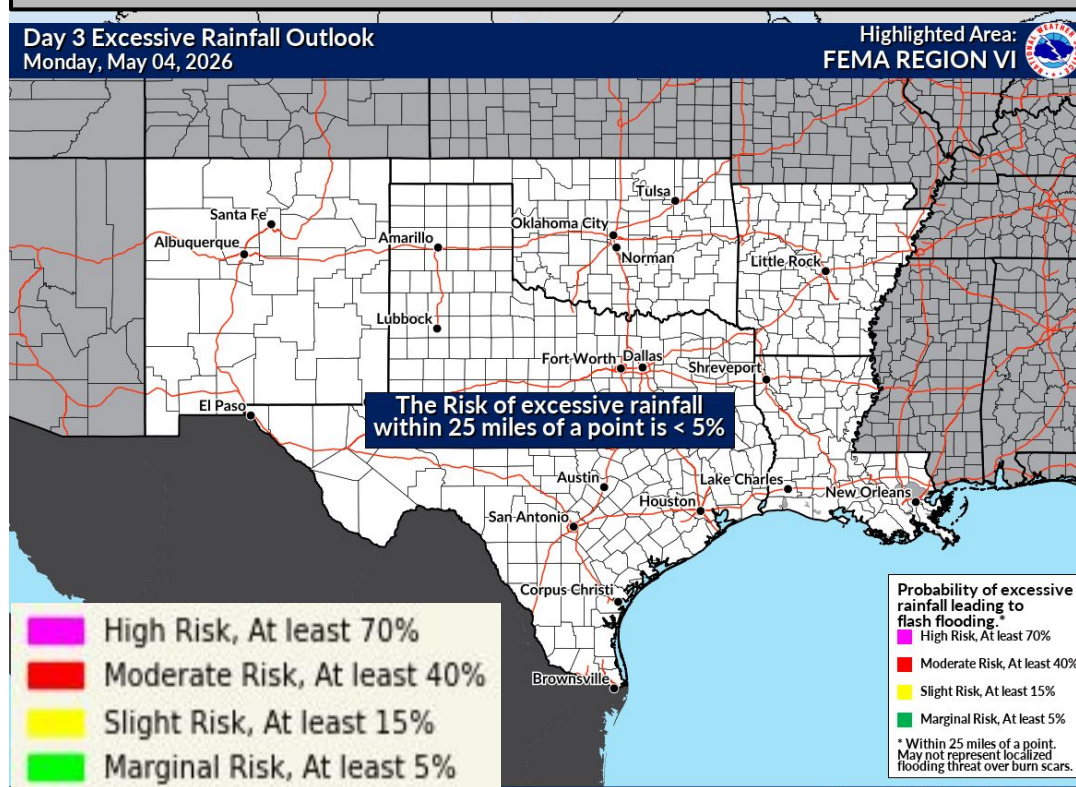 Day 3 Excessive Rainfall Outlook
Monday, May 04, 2026
Highlighted Area:
FEMA REGION VI
NATIONAL WEATHER SERVICE
Tulsa
Santa Fe
Oklahoma City
Albuquerque
Amarillo
Norman
Little Rock
Lubbock
Fort Worth
Dallas
Shreveport
El Paso
The Risk of excessive rainfall
within 25 miles of a point is < 5%
Austin
Lake Charles
Houston
New Orleans
San Antonio
Corpus Christi
Brownsville
High Risk, At least 70%
Moderate Risk, At least 40%
Slight Risk, At least 15%
Marginal Risk, At least 5%
Probability of excessive
rainfall leading to
flash flooding.*
High Risk, At least 70%
Moderate Risk, At least 40%
Slight Risk, At least 15%
Marginal Risk, At least 5%
* Within 25 miles of a point.
May not represent localized
flooding threat over burn scars.